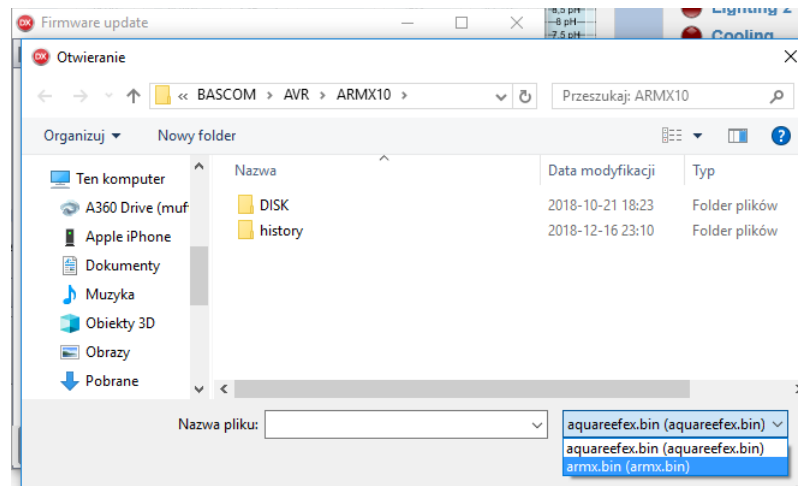 Firmware update
8,5 pH
8 pH
7,5 pH
Lighting 2
Cooling
Otwieranie
« BASCOM > AVR > ARMX10 >
Przeszukaj: ARMX10
Organizuj
Nowy folder
Nazwa
Data modyfikacji
Typ
Ten komputer
A360 Drive (muf
Apple iPhone
Dokumenty
Muzyka
Obiekty 3D
Obrazy
Pobrane
DISK
2018-10-21 18:23
Folder plików
history
2018-12-16 23:10
Folder plików
Nazwa pliku:
aquareefex.bin (aquareefex.bin)
aquareefex.bin (aquareefex.bin)
armx.bin (armx.bin)